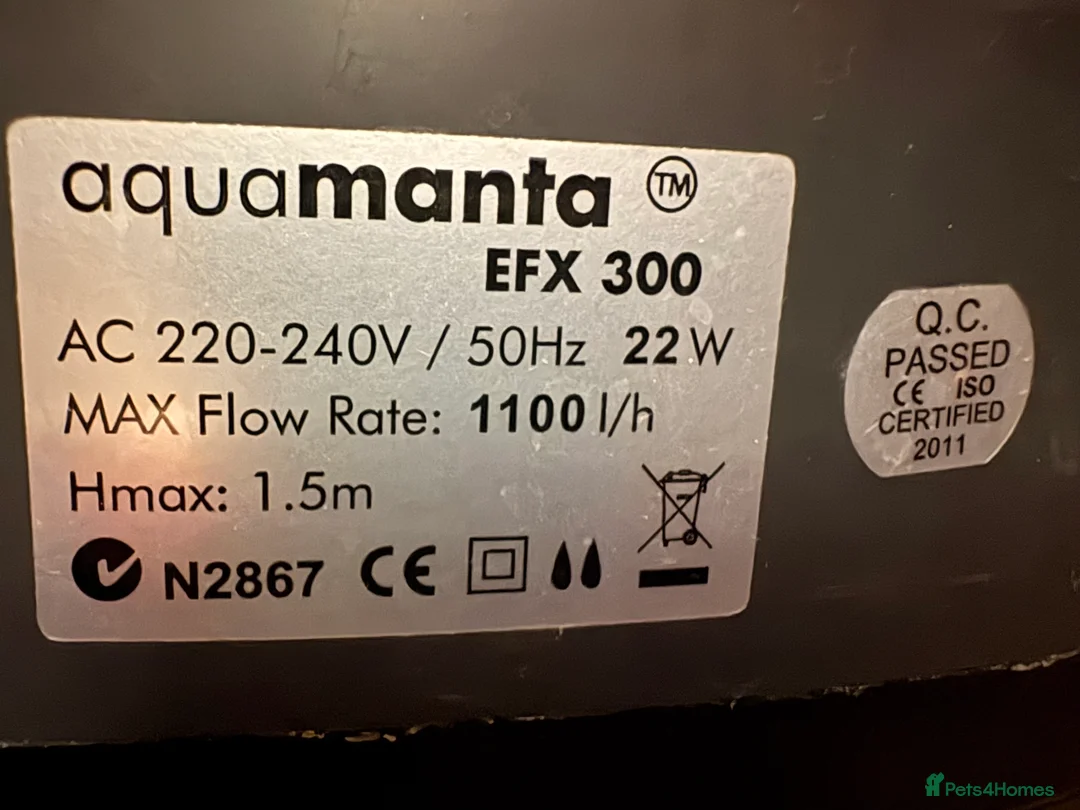 aquamanta TM
EFX 300
AC 220-240V / 50Hz 22W
MAX Flow Rate: 1100 l/h
Hmax: 1.5m
N2867 CE
Q.C.
PASSED
CE ISO
CERTIFIED
2011
Pets4Homes